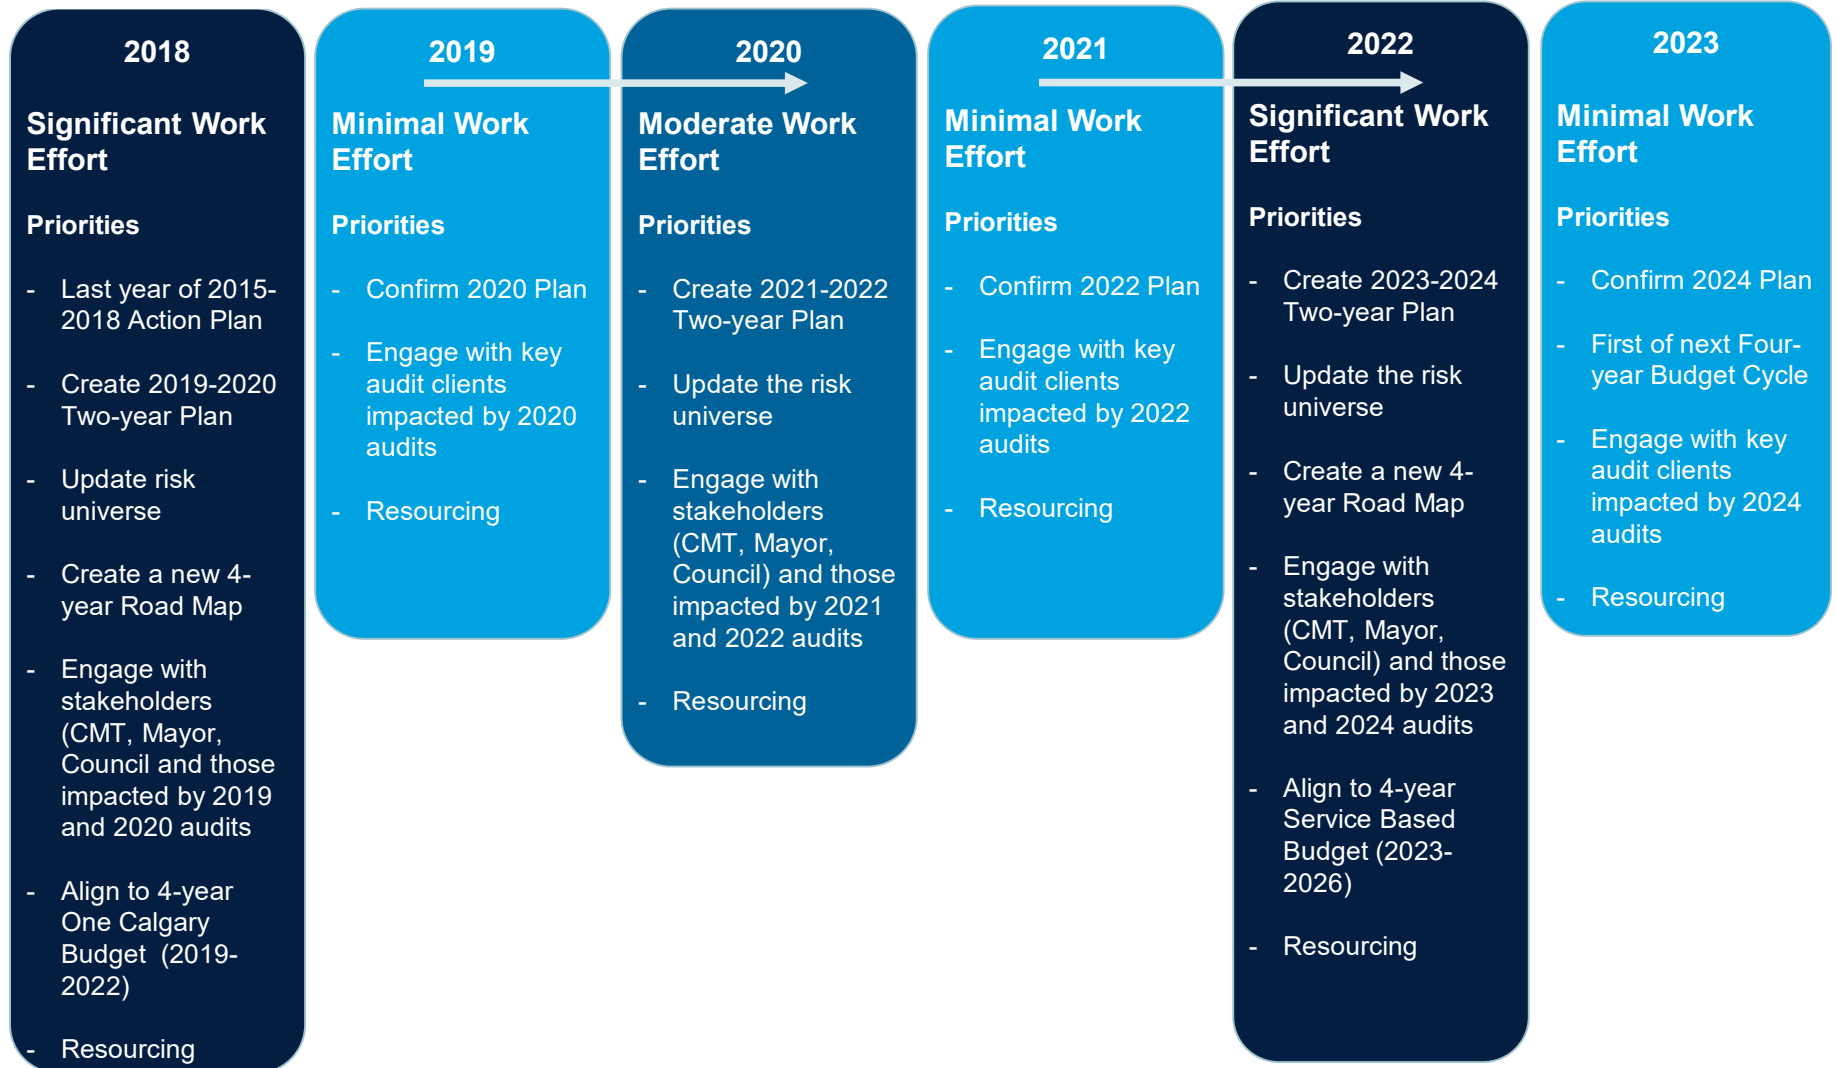 2018
Significant Work
Effort
Priorities
- Last year of 2015-
2018 Action Plan
- Create 2019-2020
Two-year Plan
- Update risk
universe
- Create a new 4-
year Road Map
- Engage with
stakeholders
(CMT, Mayor,
Council and those
impacted by 2019
and 2020 audits
- Align to 4-year
One Calgary
Budget (2019-
2022)
- Resourcing
2019
Minimal Work
Effort
Priorities
- Confirm 2020 Plan
- Engage with key
audit clients
impacted by 2020
audits
- Resourcing
2020
Moderate Work
Effort
Priorities
- Create 2021-2022
Two-year Plan
- Update the risk
universe
- Engage with
stakeholders
(CMT, Mayor,
Council) and those
impacted by 2021
and 2022 audits
- Resourcing
2021
Minimal Work
Effort
Priorities
- Confirm 2022 Plan
- Engage with key
audit clients
impacted by 2022
audits
- Resourcing
2022
Significant Work
Effort
Priorities
- Create 2023-2024
Two-year Plan
- Update the risk
universe
- Create a new 4-
year Road Map
- Engage with
stakeholders
(CMT, Mayor,
Council) and those
impacted by 2023
and 2024 audits
- Align to 4-year
Service Based
Budget (2023-
2026)
- Resourcing
2023
Minimal Work
Effort
Priorities
- Confirm 2024 Plan
- First of next Four-
year Budget Cycle
- Engage with key
audit clients
impacted by 2024
audits
- Resourcing